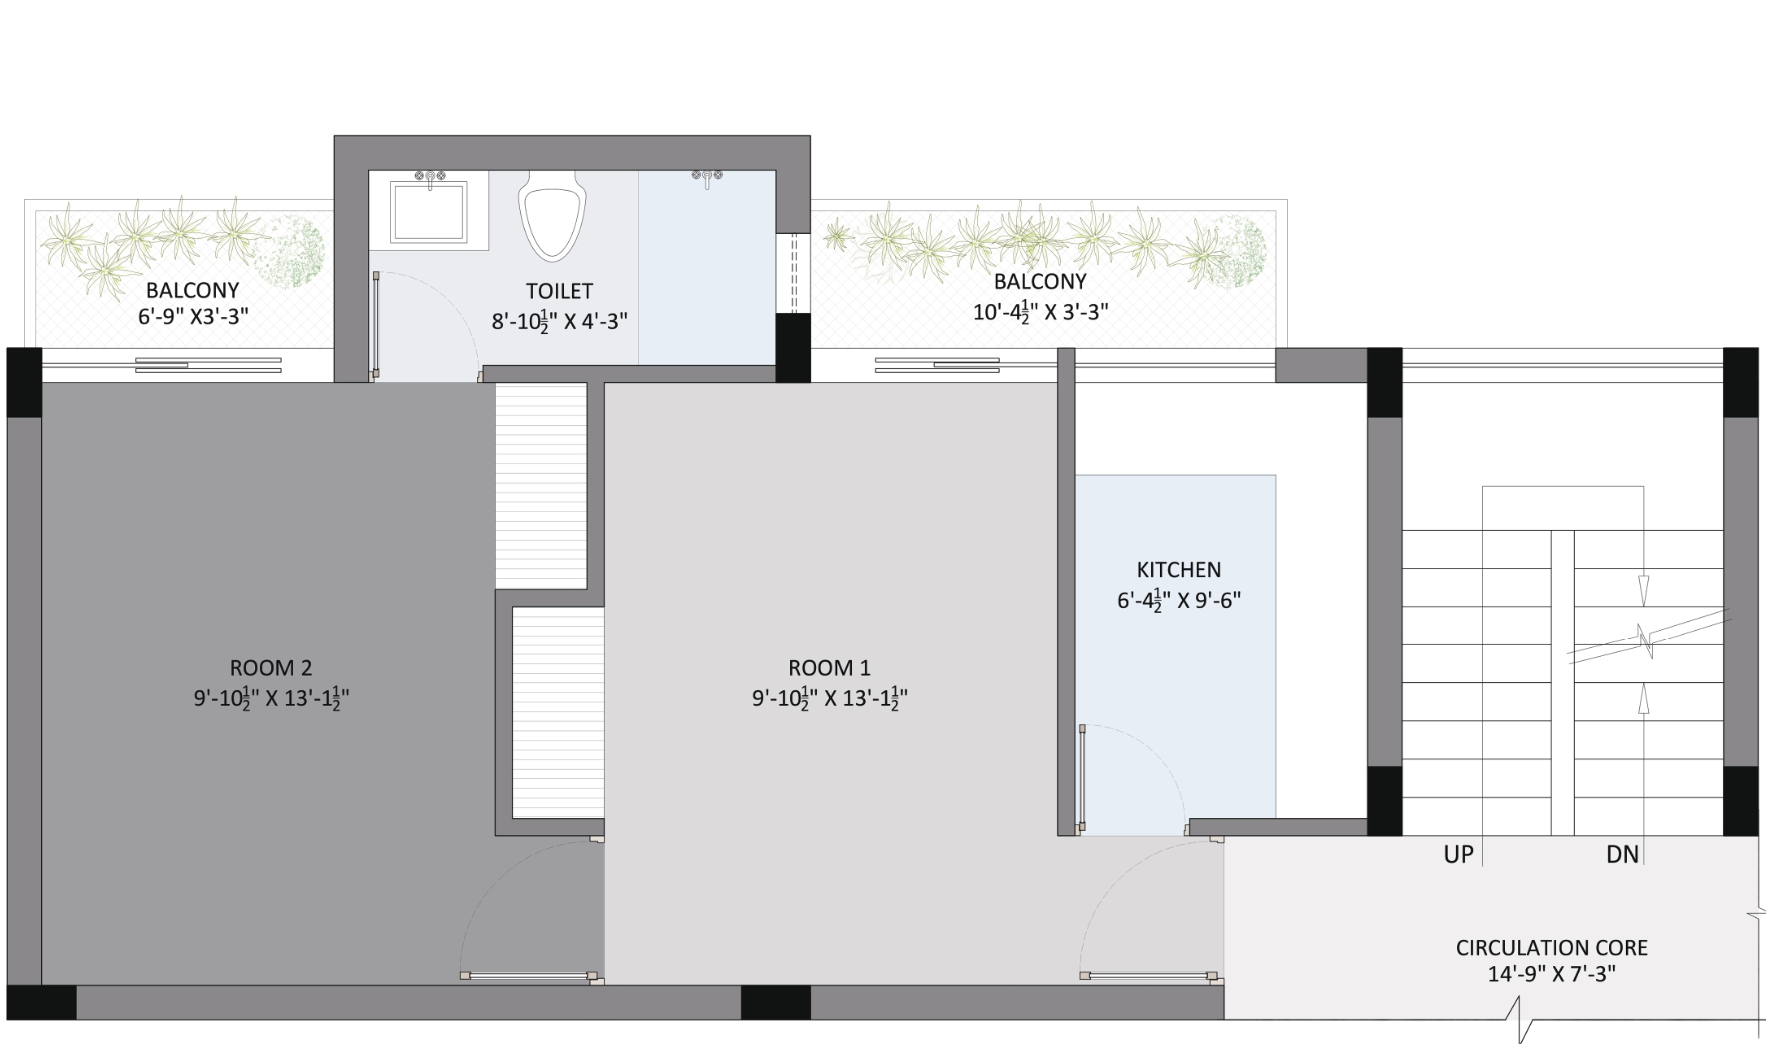 BALCONY
6'-9" X3'-3"
TOILET
8'-10½" X 4'-3"
BALCONY
10'-4½" X 3'-3"
KITCHEN
6'-4½" X 9'-6"
ROOM 2
9'-10½" X 13'-1½"
ROOM 1
9'-10½" X 13'-1½"
UP
DN
CIRCULATION CORE
14'-9" X 7'-3"